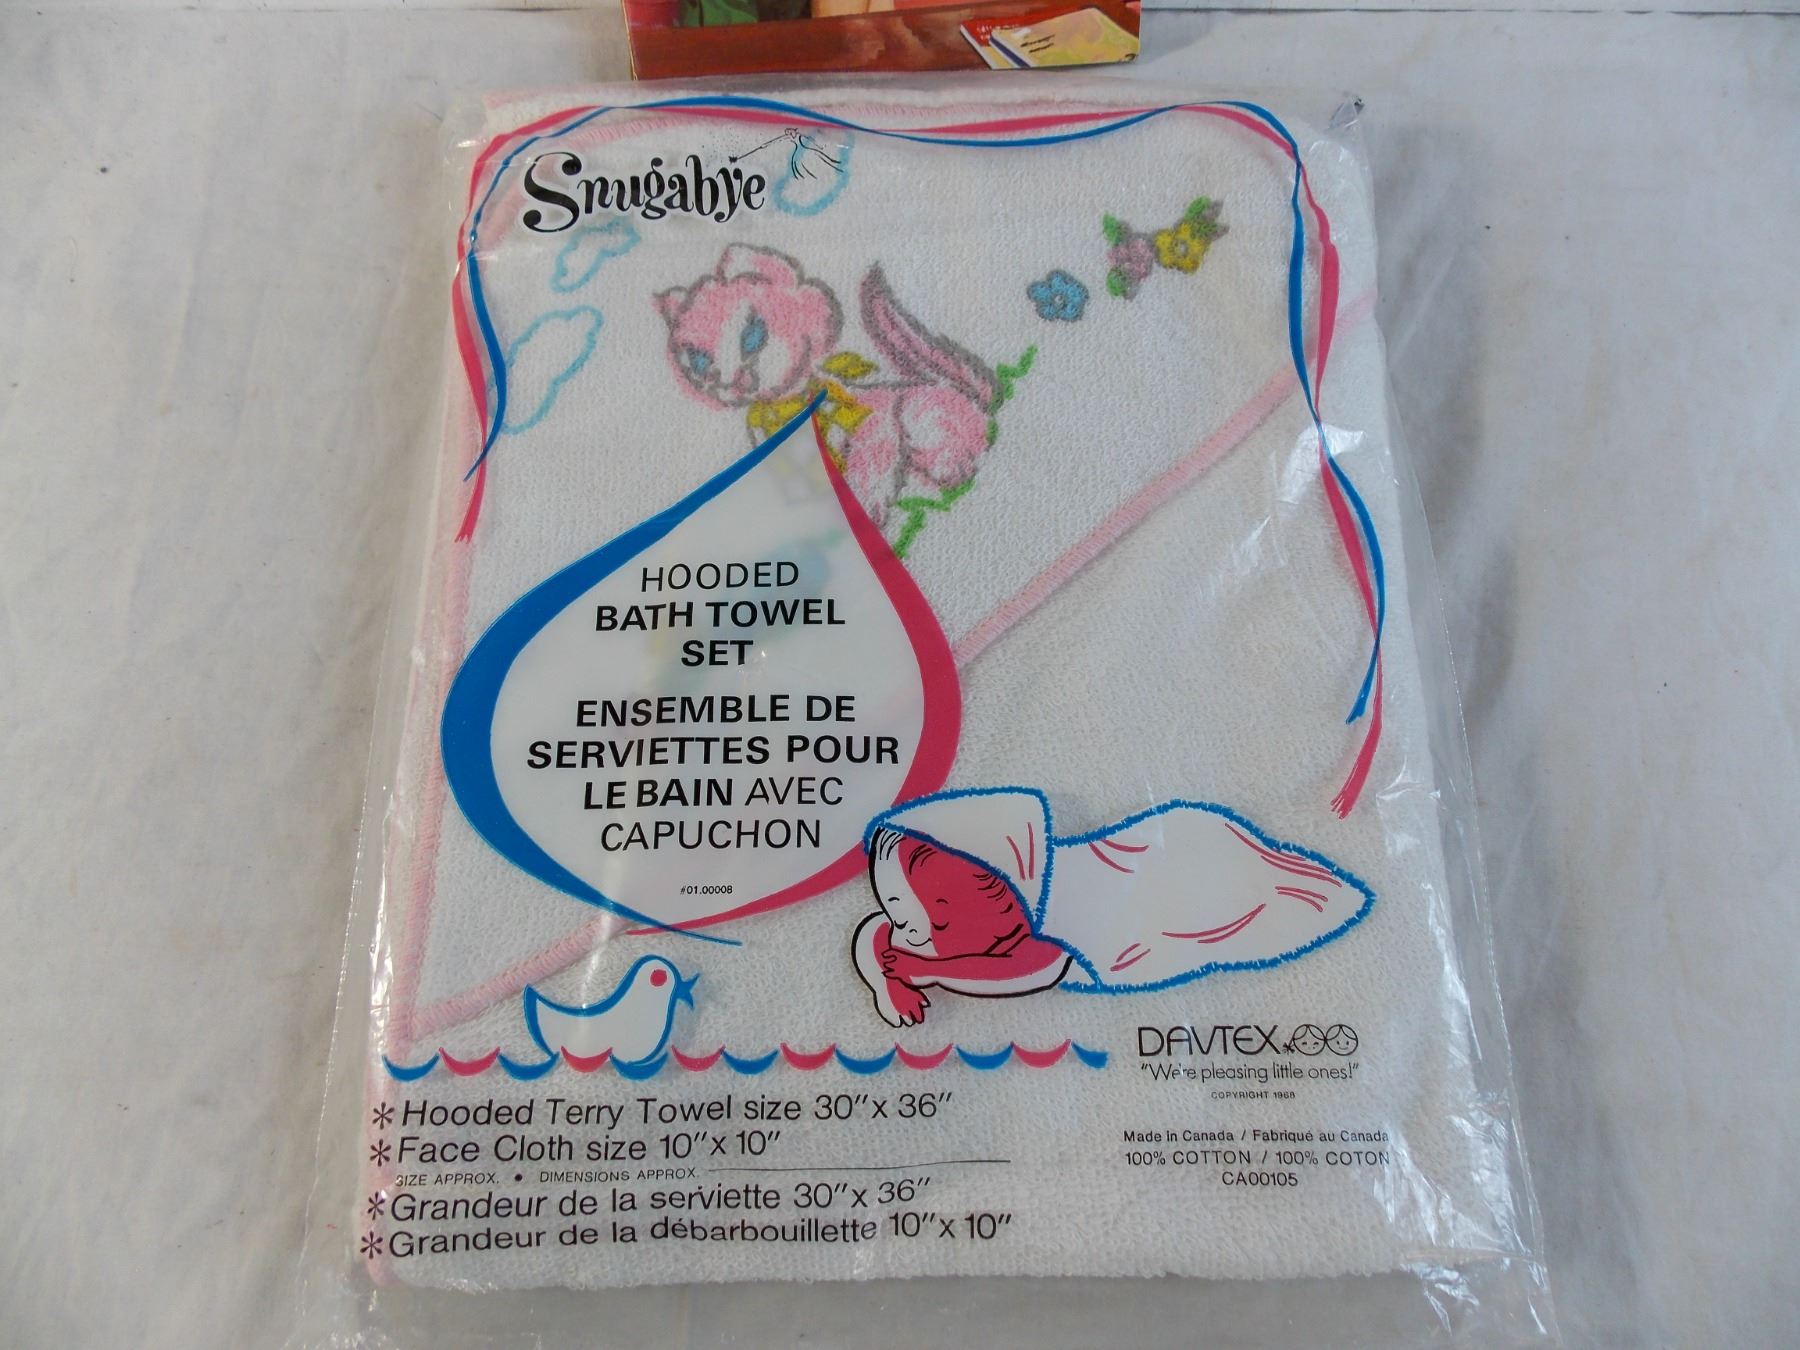 Snugabye
HOODED
BATH TOWEL
SET
ENSEMBLE DE
SERVIETTES POUR
LE BAIN AVEC
CAPUCHON
#01.00008
DAVTEX
"We're pleasing little ones!"
COPYRIGHT 1968
* Hooded Terry Towel size 30" x 36"
* Face Cloth size 10" x 10"
SIZE APPROX. • DIMENSIONS APPROX.
* Grandeur de la serviette 30" x 36"
* Grandeur de la débarbouillette 10" x 10"
Made in Canada / Fabriqué au Canada
100% COTTON / 100% COTON
CA00105